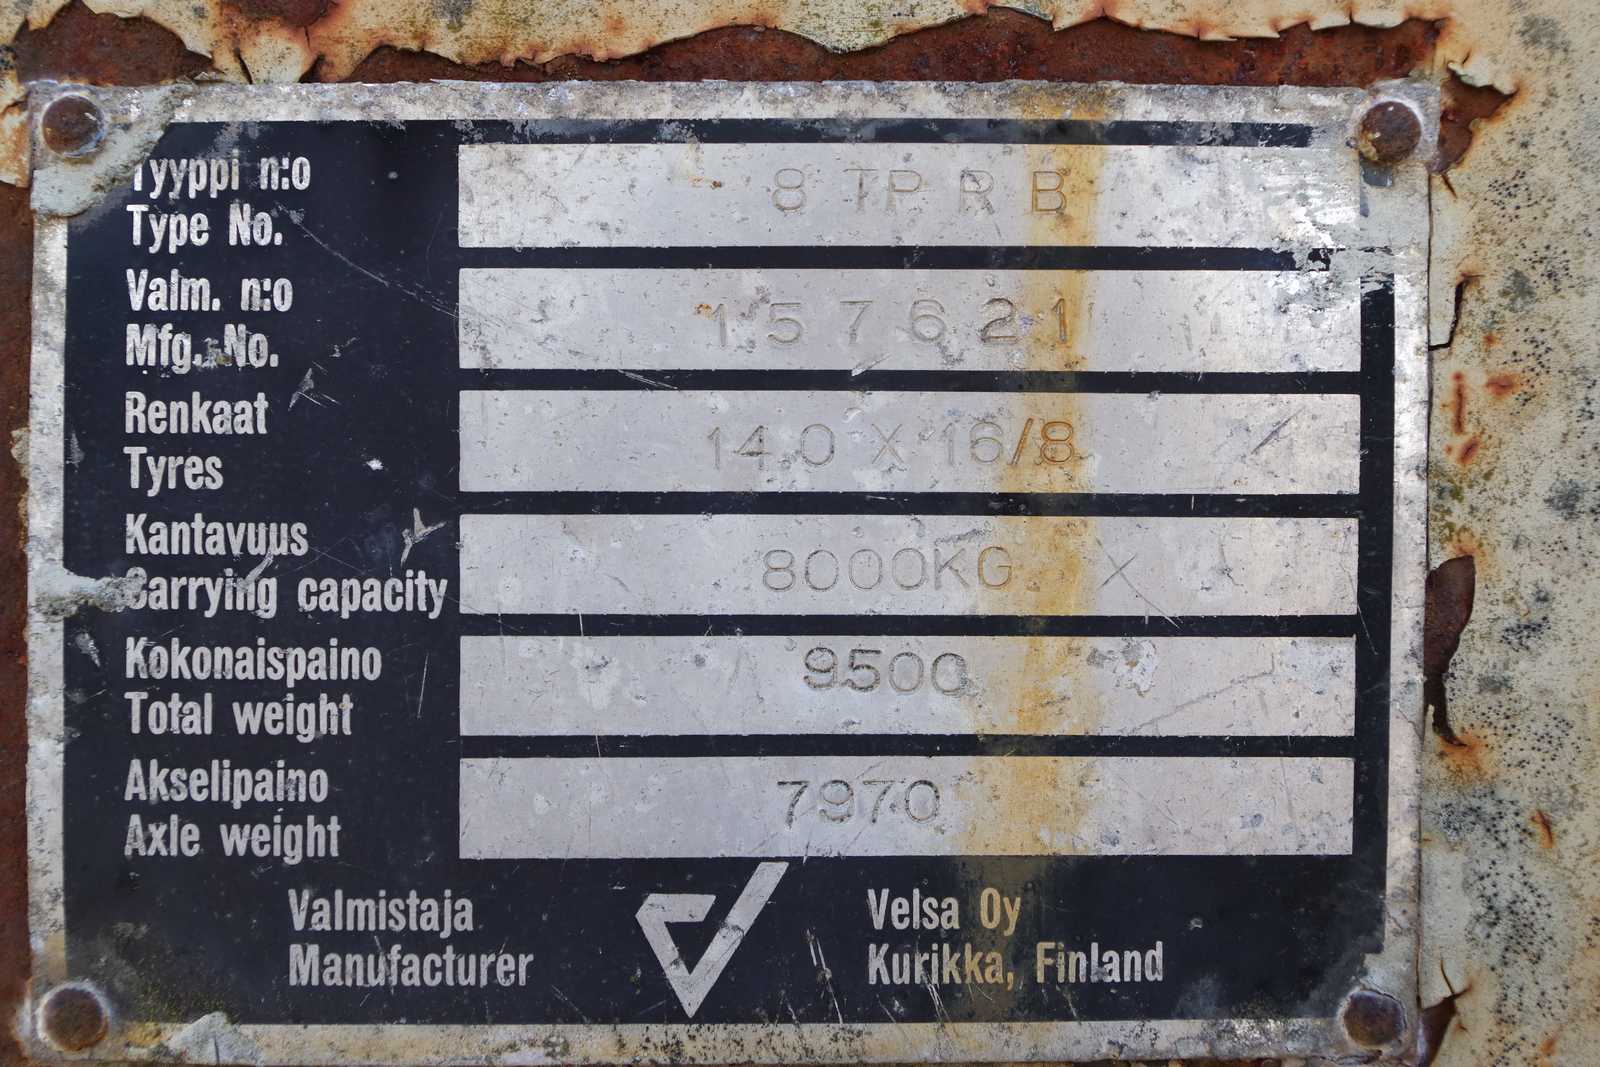 Tyyppi n:o
Type No.
8 TPRB
Valm. n:o
Mfg. No.
157621
Renkaat
Tyres
14.0 X 16/8
Kantavuus
Carrying capacity
8000KG
Kokonaispaino
Total weight
9500
Akselipaino
Axle weight
7970
Valmistaja
Manufacturer
Velsa Oy
Kurikka, Finland